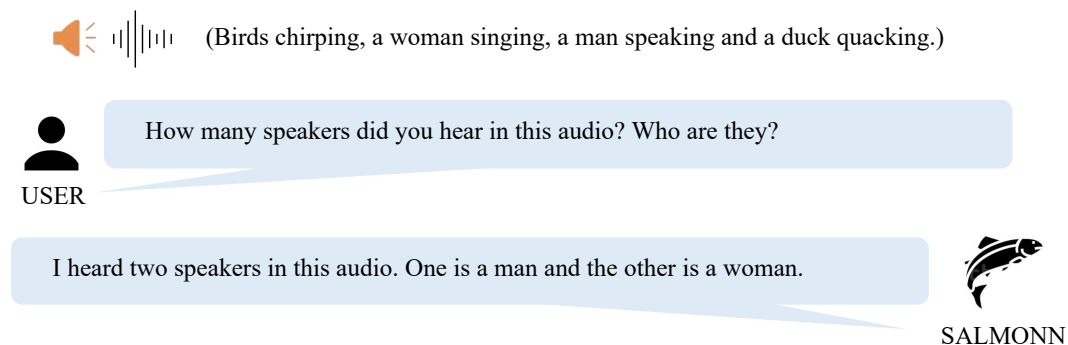 (Birds chirping, a woman singing, a man speaking and a duck quacking.)
How many speakers did you hear in this audio? Who are they?
USER
I heard two speakers in this audio. One is a man and the other is a woman.
SALMONN